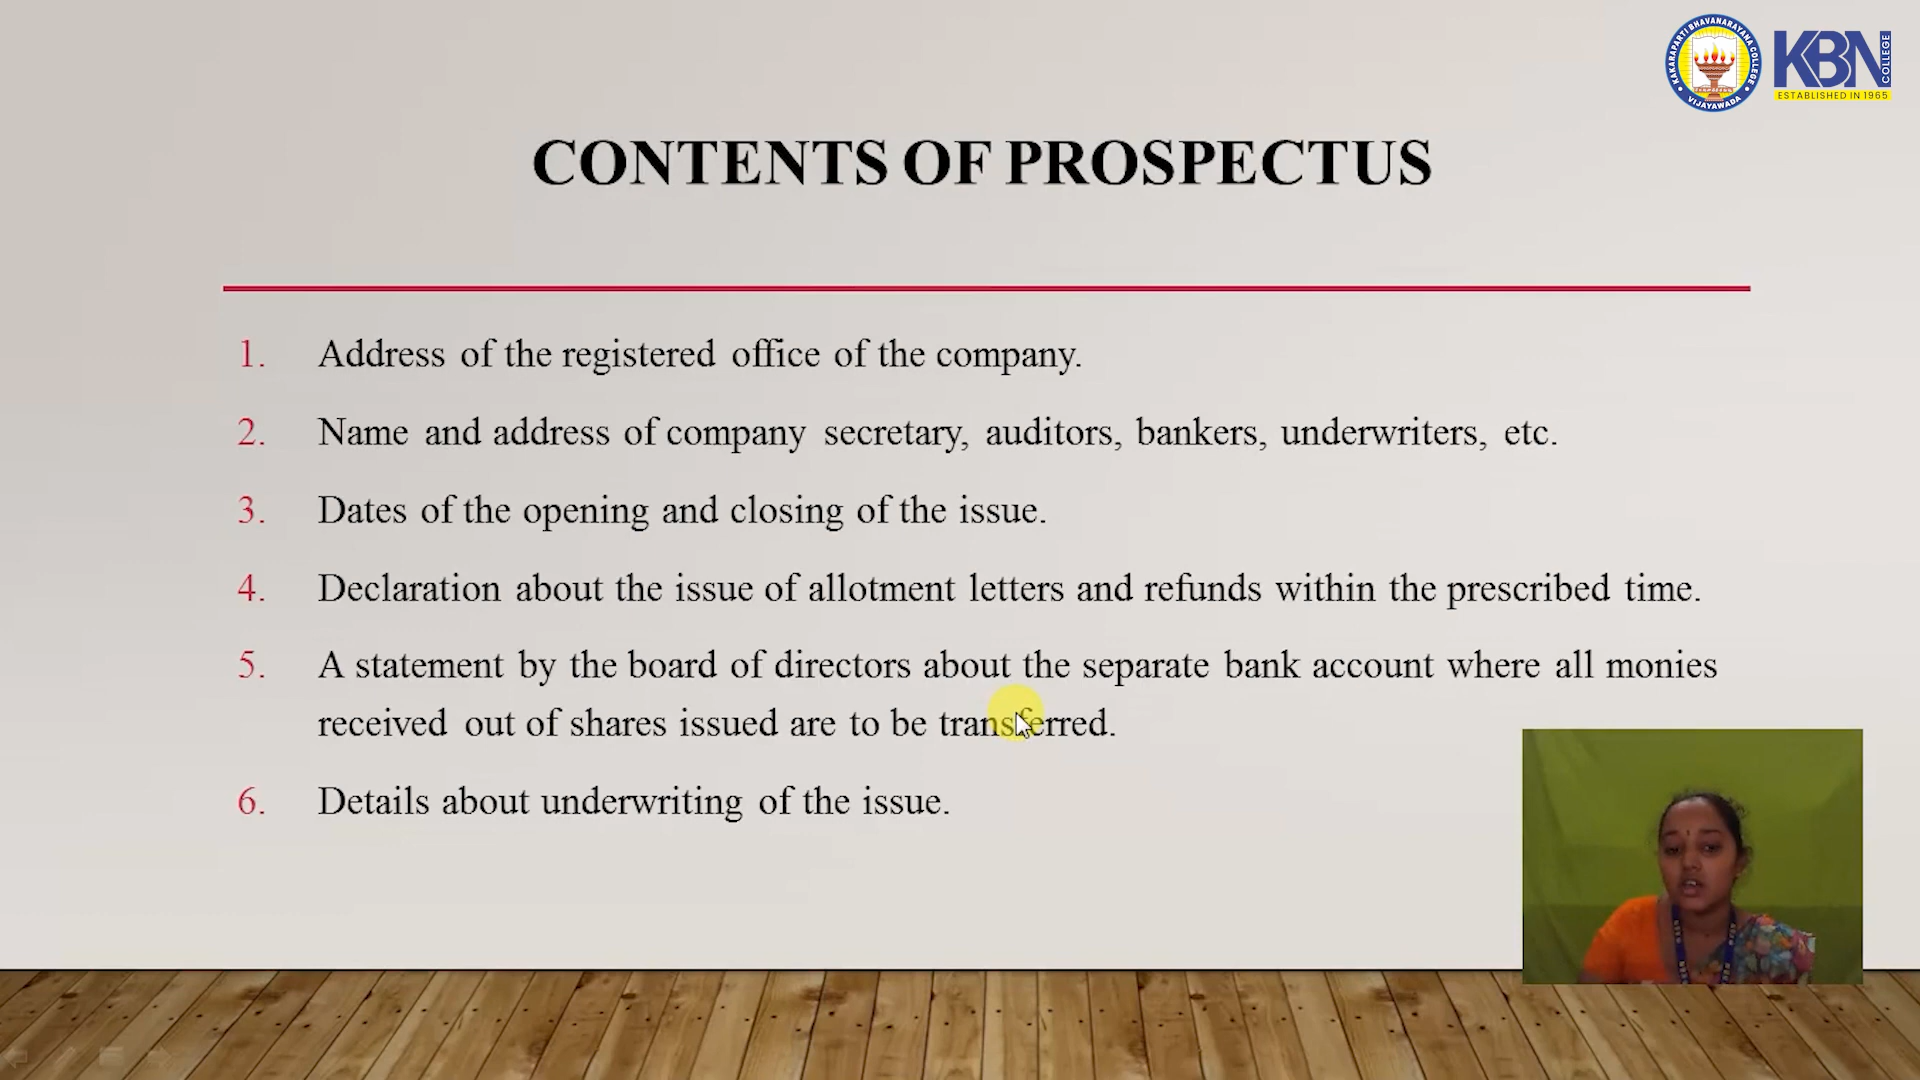 KAKARAPARTI BHAVANARAYANA COLLEGE
VIJAYAWADA
KBN
COLLEGE
ESTABLISHED IN 1965
CONTENTS OF PROSPECTUS
1. Address of the registered office of the company.
2. Name and address of company secretary, auditors, bankers, underwriters, etc.
3. Dates of the opening and closing of the issue.
4. Declaration about the issue of allotment letters and refunds within the prescribed time.
5. A statement by the board of directors about the separate bank account where all monies
received out of shares issued are to be transferred.
6. Details about underwriting of the issue.